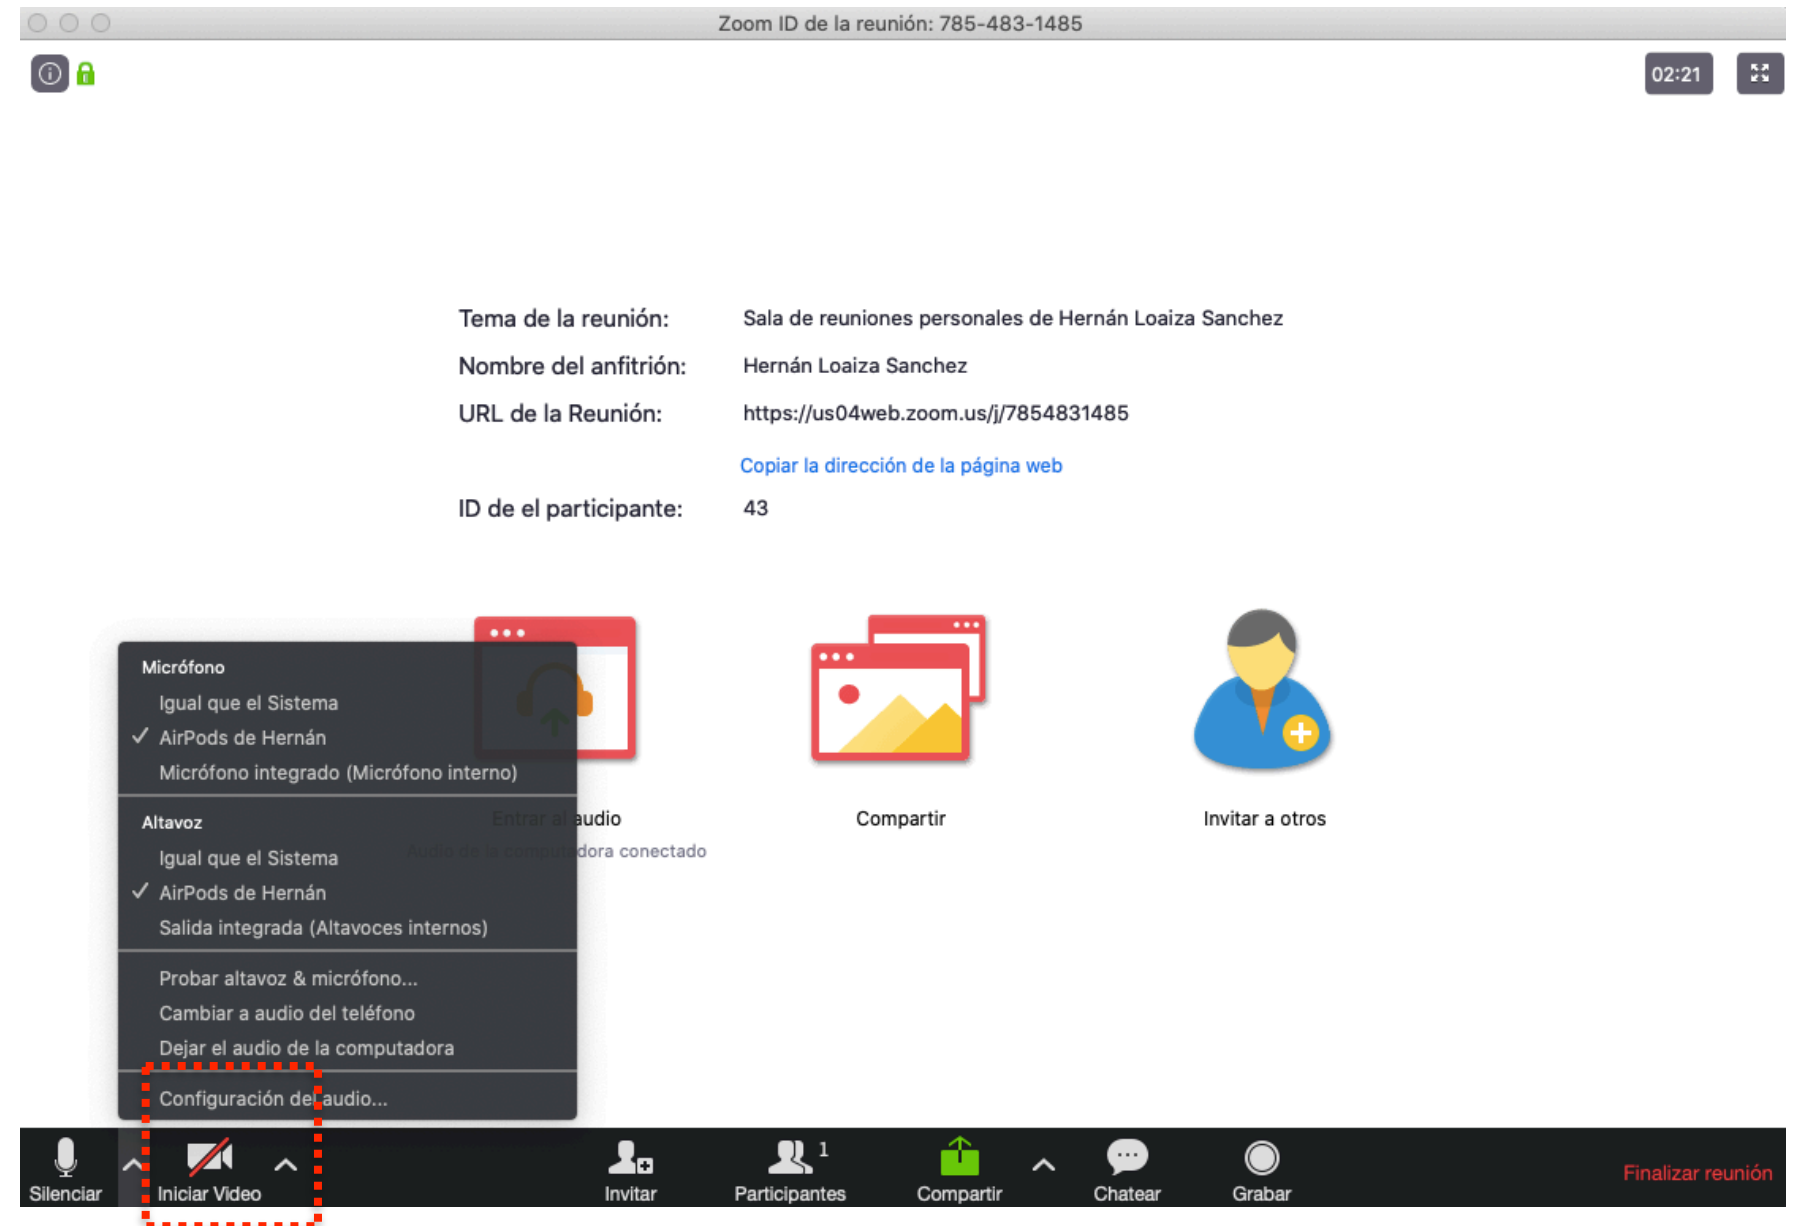 Zoom ID de la reunión: 785-483-1485
02:21
Tema de la reunión: Sala de reuniones personales de Hernán Loaiza Sanchez
Nombre del anfitrión: Hernán Loaiza Sanchez
URL de la Reunión: https://us04web.zoom.us/j/7854831485
Copiar la dirección de la página web
ID de el participante: 43
Micrófono
Igual que el Sistema
✓ AirPods de Hernán
Micrófono integrado (Micrófono interno)
Altavoz
Igual que el Sistema
✓ AirPods de Hernán
Salida integrada (Altavoces internos)
Probar altavoz & micrófono...
Cambiar a audio del teléfono
Dejar el audio de la computadora
Configuración del audio...
Entrar al audio
Audio de la computadora conectado
Compartir
Invitar a otros
Silenciar
Iniciar Video
Invitar
1
Participantes
Compartir
Chatear
Grabar
Finalizar reunión